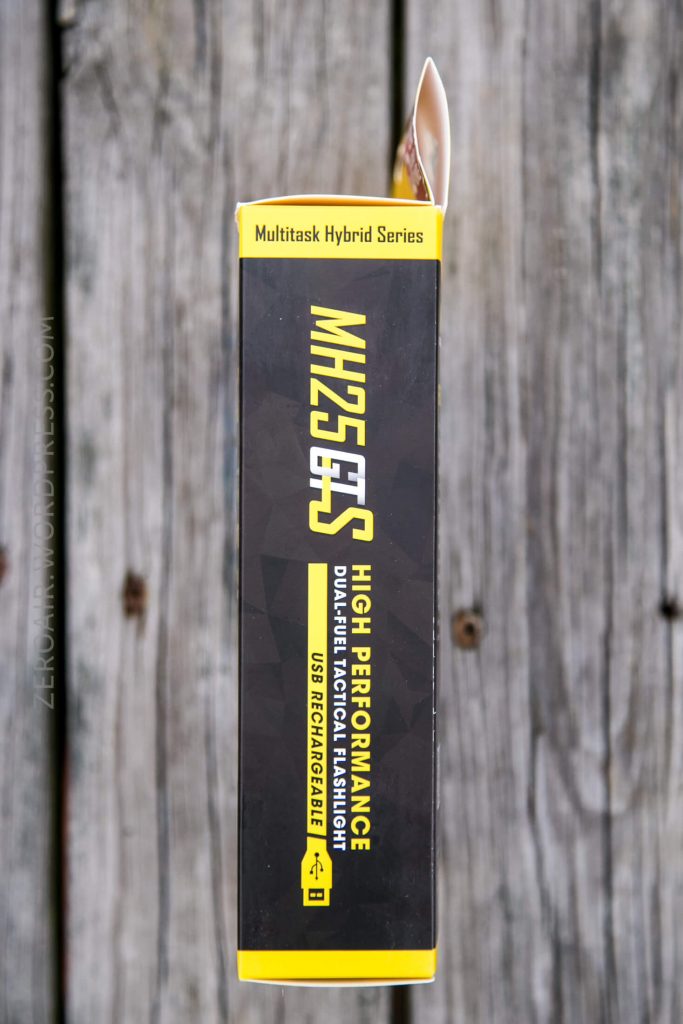 Multitask Hybrid Series
MH25GTS
HIGH PERFORMANCE
DUAL-FUEL TACTICAL FLASHLIGHT
USB RECHARGEABLE
ZEROAIR.WORDPRESS.COM